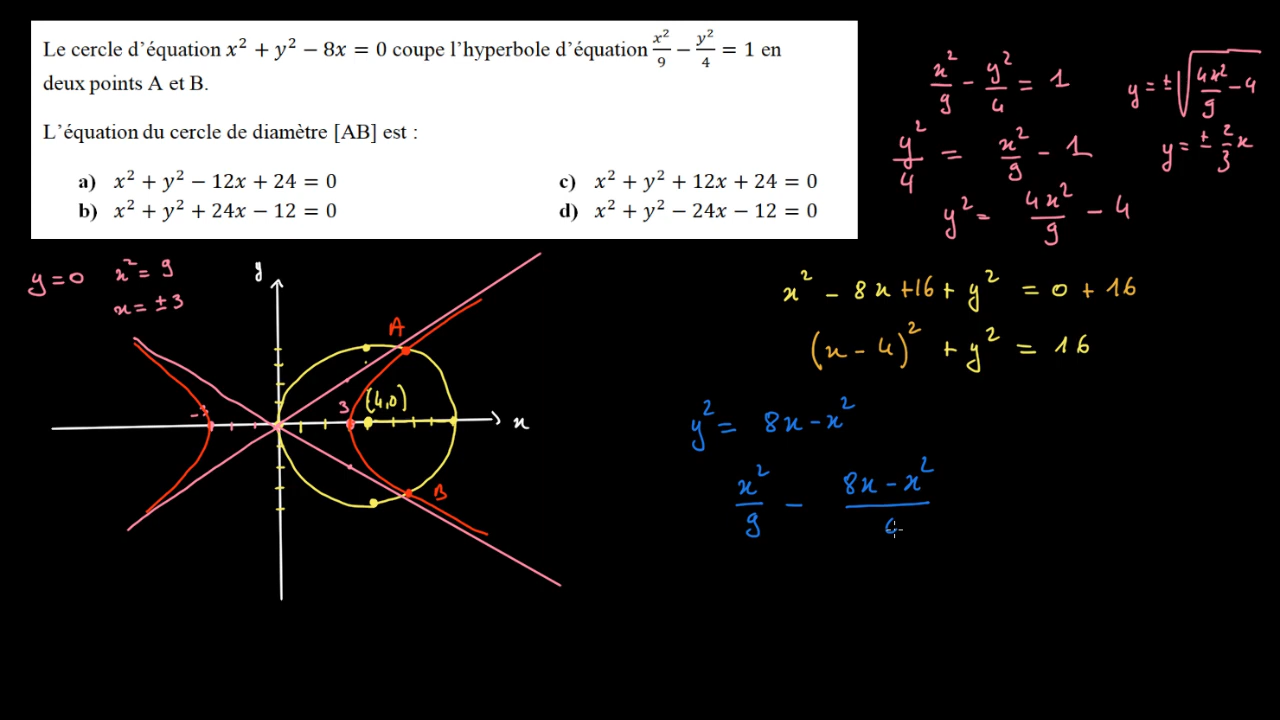 Le cercle d'équation x² + y² − 8x = 0 coupe l'hyperbole d'équation x²/9 − y²/4 = 1 en
deux points A et B.
L'équation du cercle de diamètre [AB] est :
a) x² + y² − 12x + 24 = 0
c) x² + y² + 12x + 24 = 0
b) x² + y² + 24x − 12 = 0
d) x² + y² − 24x − 12 = 0
x²/9 − y²/4 = 1
y = ±√(4x²/9 − 4)
y²/4 = x²/9 − 1
y = ± 2/3 x
y² = 4x²/9 − 4
y = 0
x² = 9
x = ±3
y
A
−3
3
(4,0)
x
B
x² − 8x + 16 + y² = 0 + 16
(x − 4)² + y² = 16
y² = 8x − x²
x²/9 − (8x − x²)/